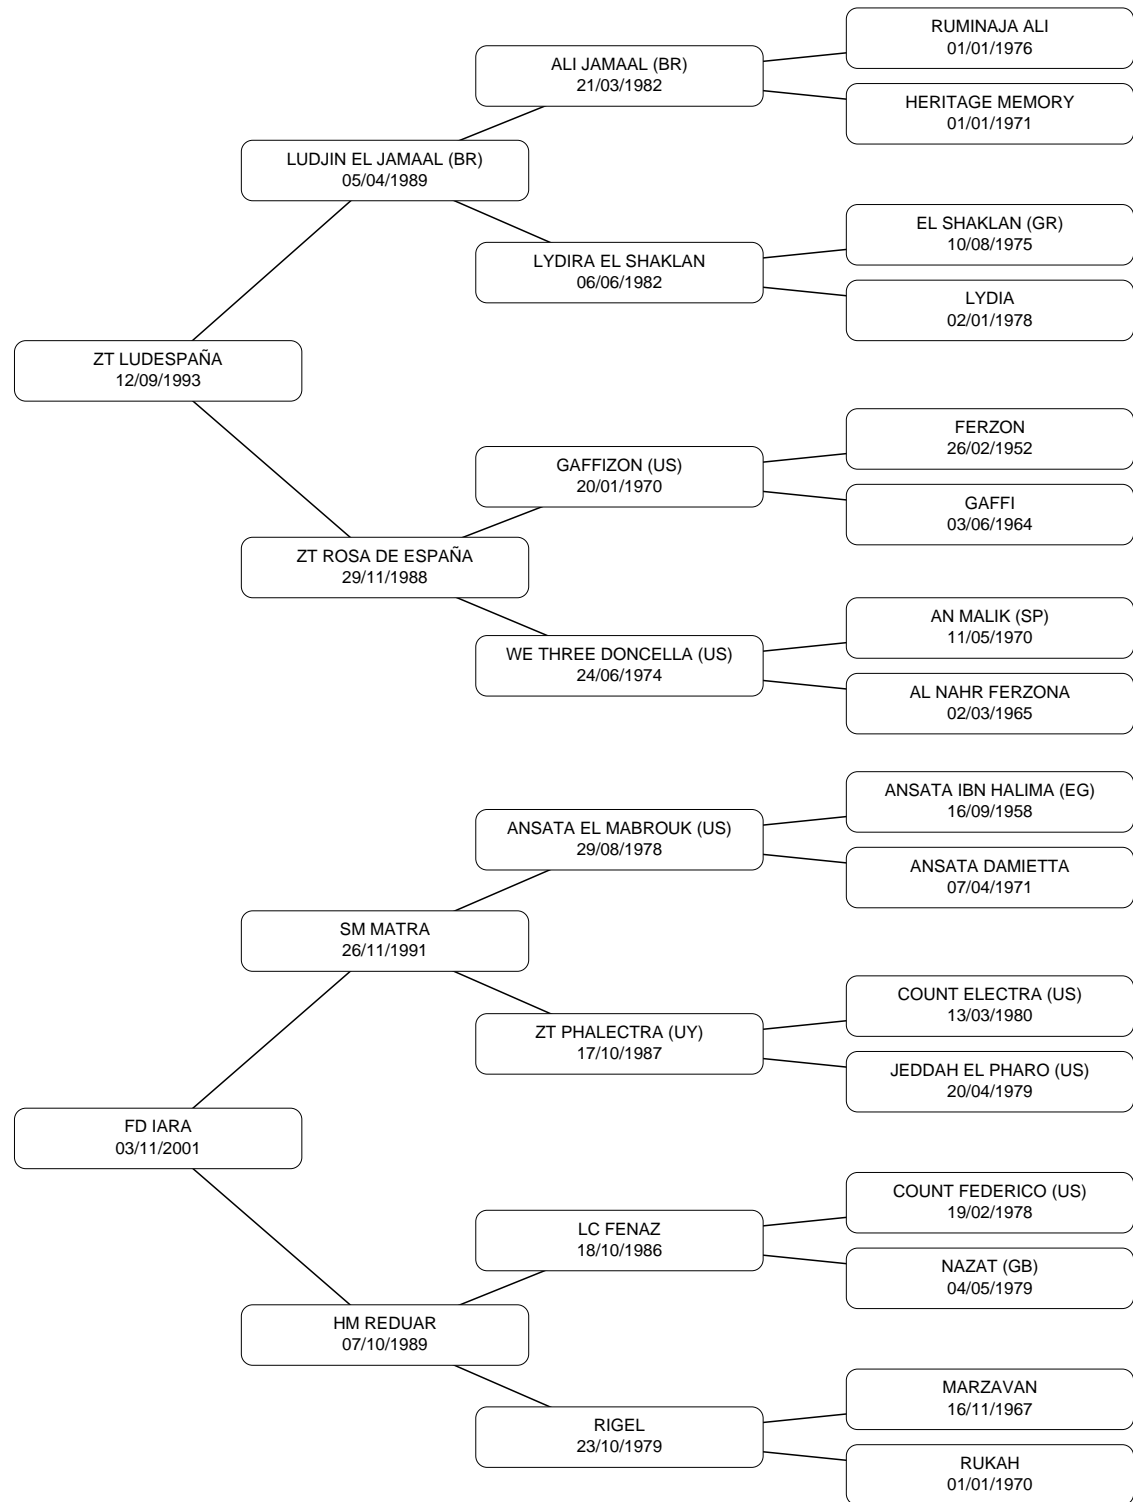 RUMINAJA ALI
01/01/1976
ALI JAMAAL (BR)
21/03/1982
HERITAGE MEMORY
01/01/1971
LUDJIN EL JAMAAL (BR)
05/04/1989
EL SHAKLAN (GR)
10/08/1975
LYDIRA EL SHAKLAN
06/06/1982
LYDIA
02/01/1978
ZT LUDESPAÑA
12/09/1993
FERZON
26/02/1952
GAFFIZON (US)
20/01/1970
GAFFI
03/06/1964
ZT ROSA DE ESPAÑA
29/11/1988
AN MALIK (SP)
11/05/1970
WE THREE DONCELLA (US)
24/06/1974
AL NAHR FERZONA
02/03/1965
ANSATA IBN HALIMA (EG)
16/09/1958
ANSATA EL MABROUK (US)
29/08/1978
ANSATA DAMIETTA
07/04/1971
SM MATRA
26/11/1991
COUNT ELECTRA (US)
13/03/1980
ZT PHALECTRA (UY)
17/10/1987
JEDDAH EL PHARO (US)
20/04/1979
FD IARA
03/11/2001
COUNT FEDERICO (US)
19/02/1978
LC FENAZ
18/10/1986
NAZAT (GB)
04/05/1979
HM REDUAR
07/10/1989
MARZAVAN
16/11/1967
RIGEL
23/10/1979
RUKAH
01/01/1970